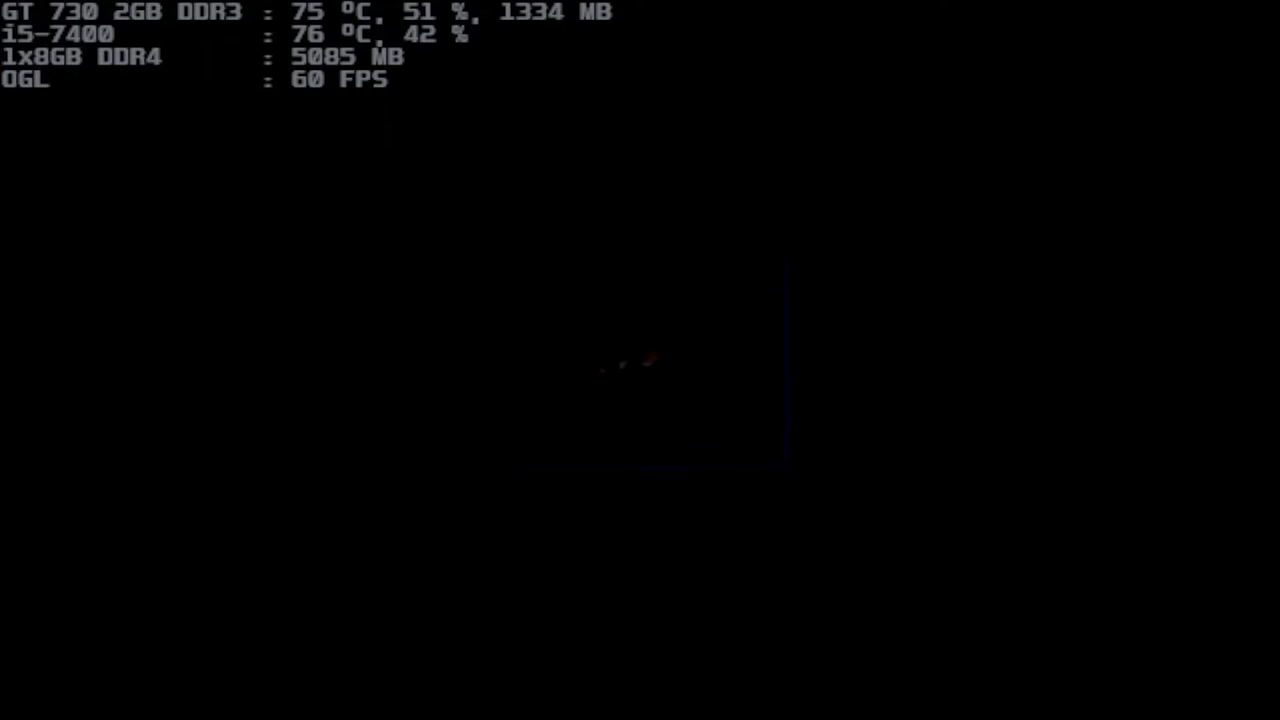 GT 730 2GB DDR3 : 75 ºC, 51 %, 1334 MB
i5-7400 : 76 ºC, 42 %
1x8GB DDR4 : 5085 MB
OGL : 60 FPS